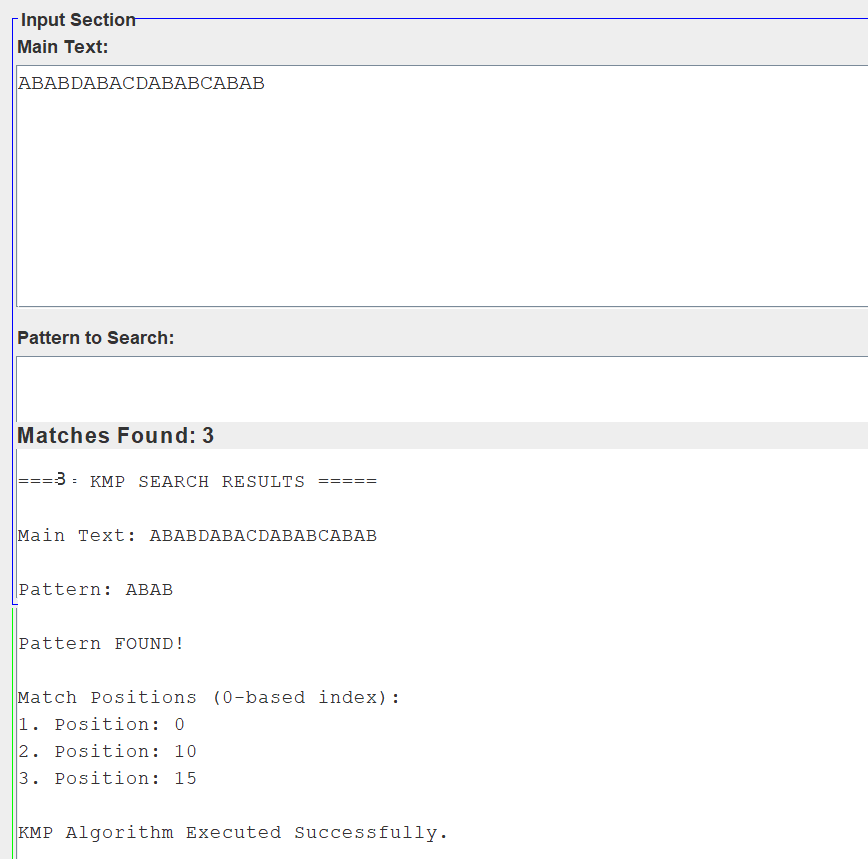 Input Section
Main Text:
ABABDABACDABABCABAB
Pattern to Search:
Matches Found: 3
===3= KMP SEARCH RESULTS =====
Main Text: ABABDABACDABABCABAB
Pattern: ABAB
Pattern FOUND!
Match Positions (0-based index):
1. Position: 0
2. Position: 10
3. Position: 15
KMP Algorithm Executed Successfully.